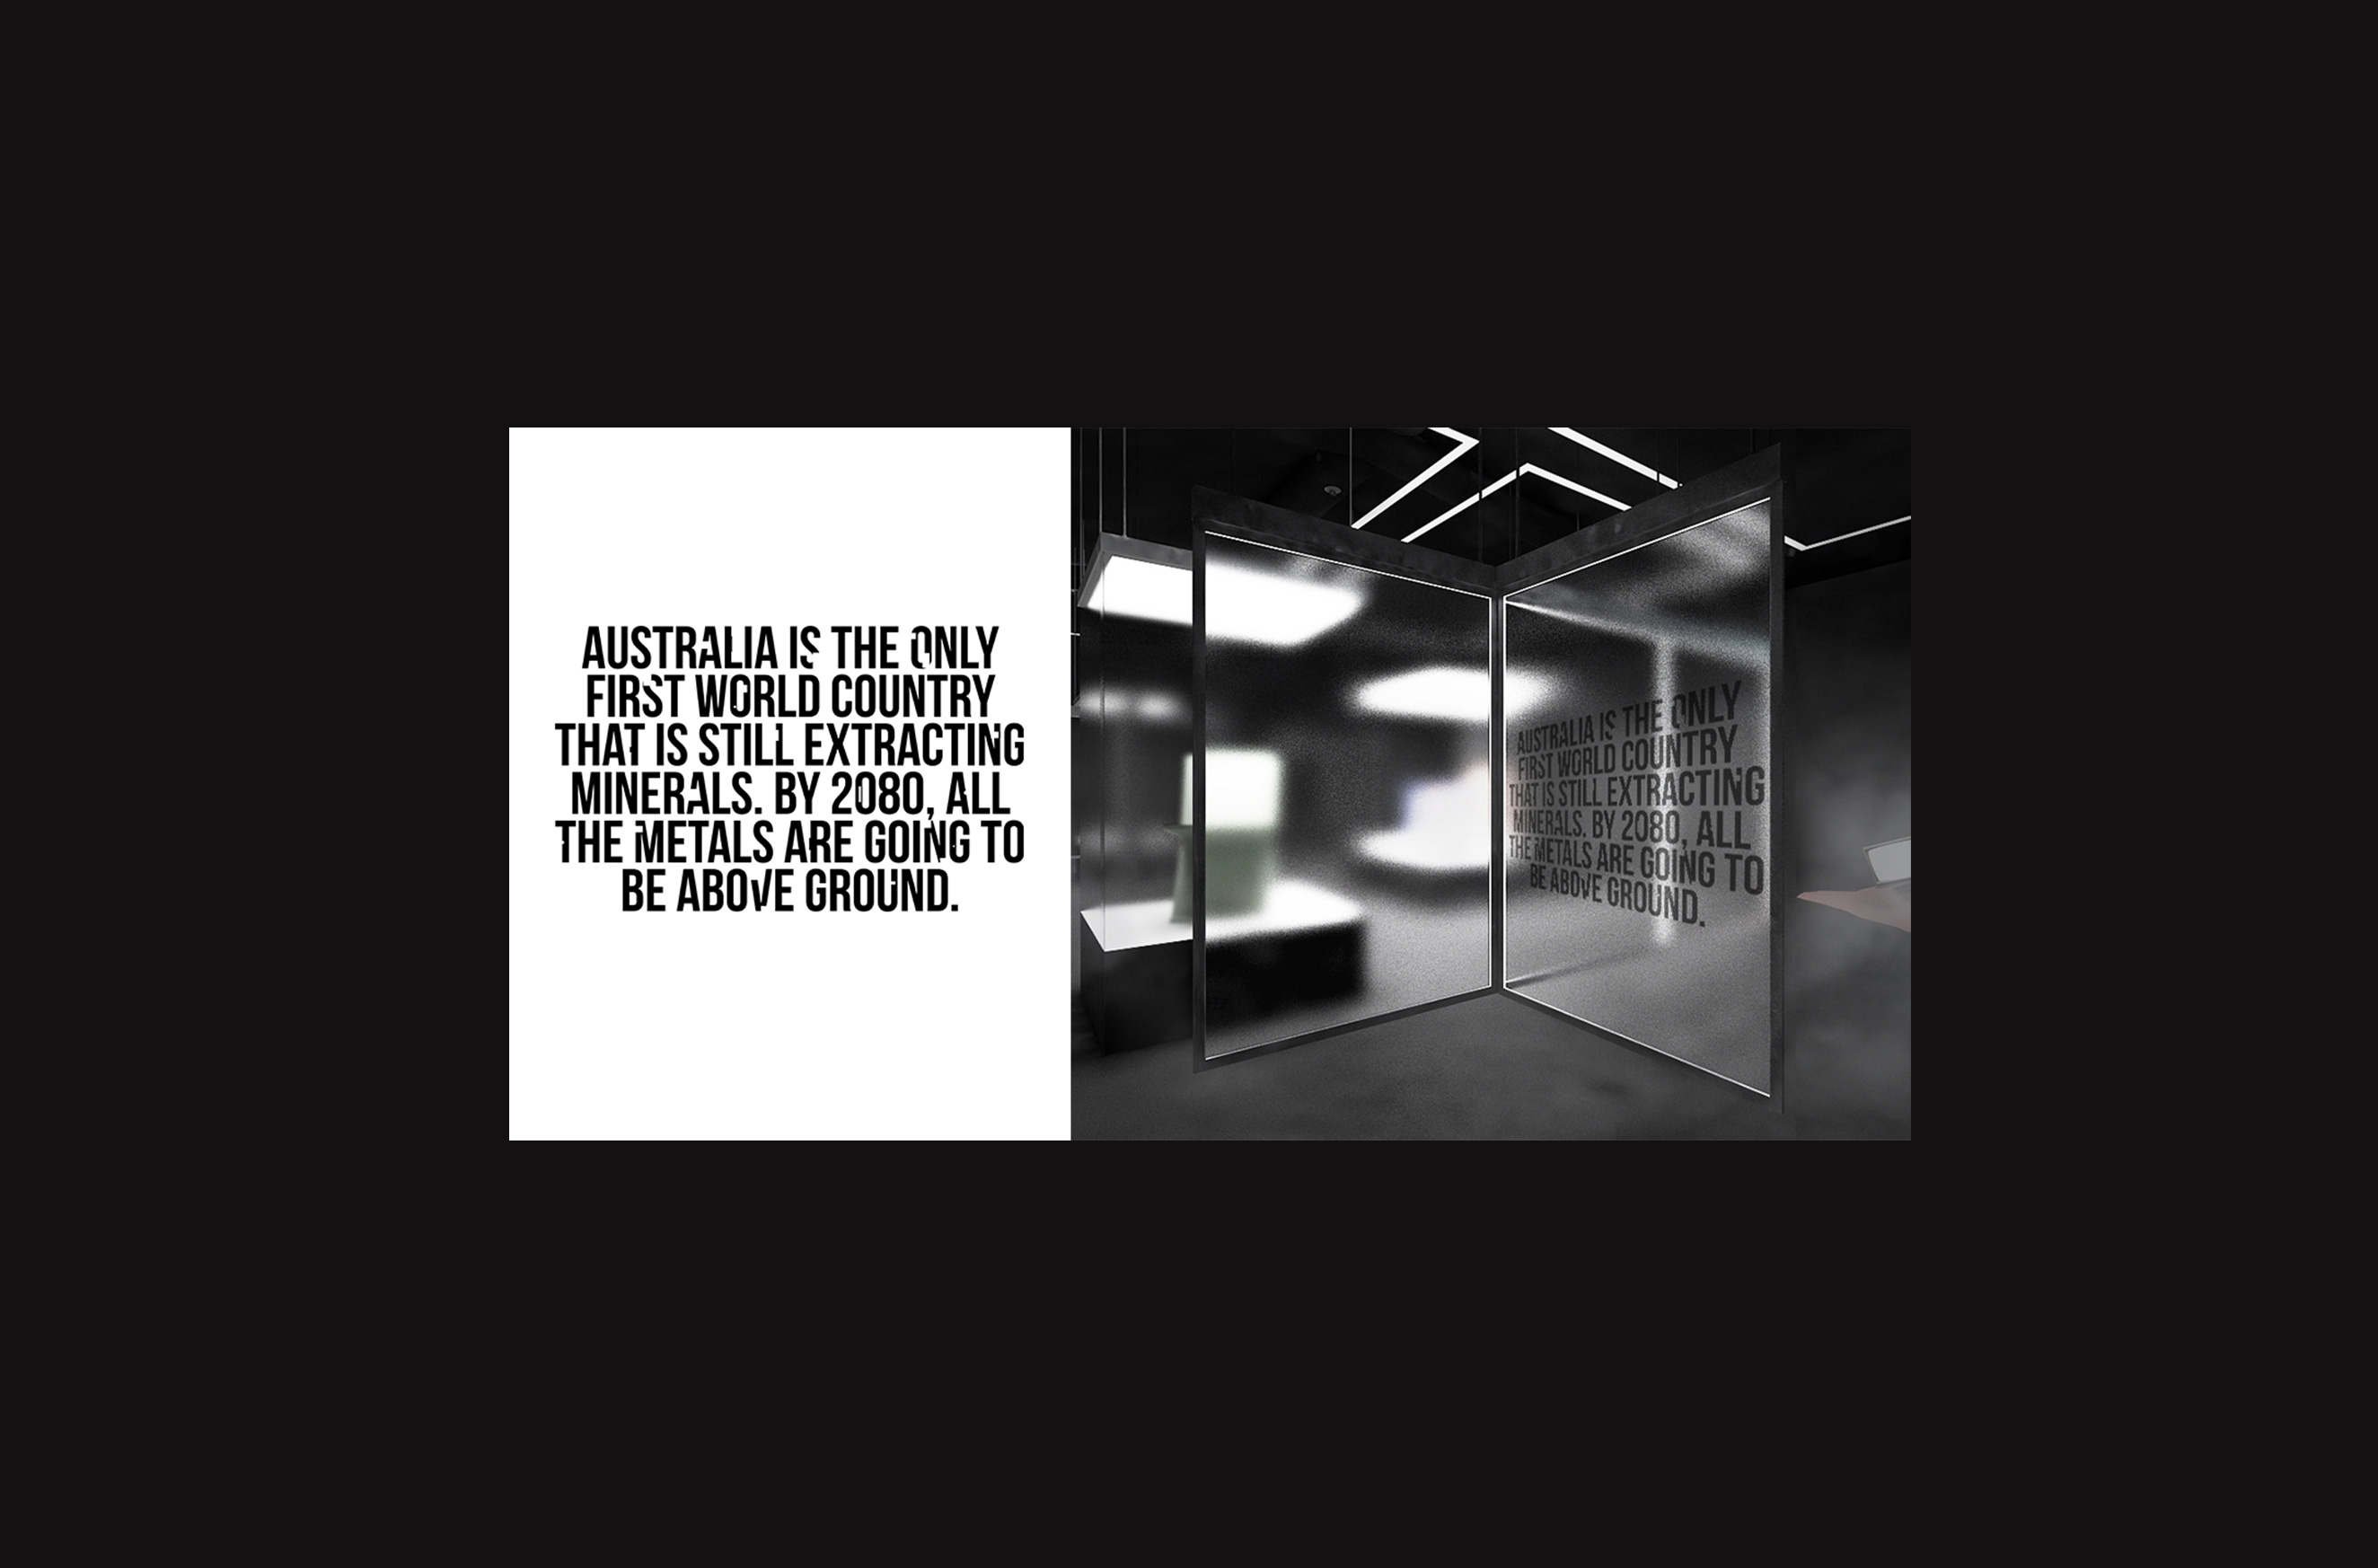 AUSTRALIA IS THE ONLY
FIRST WORLD COUNTRY
THAT IS STILL EXTRACTING
MINERALS. BY 2080, ALL
THE METALS ARE GOING TO
BE ABOVE GROUND.
AUSTRALIA IS THE ONLY
FIRST WORLD COUNTRY
THAT IS STILL EXTRACTING
MINERALS. BY 2080, ALL
THE METALS ARE GOING TO
BE ABOVE GROUND.